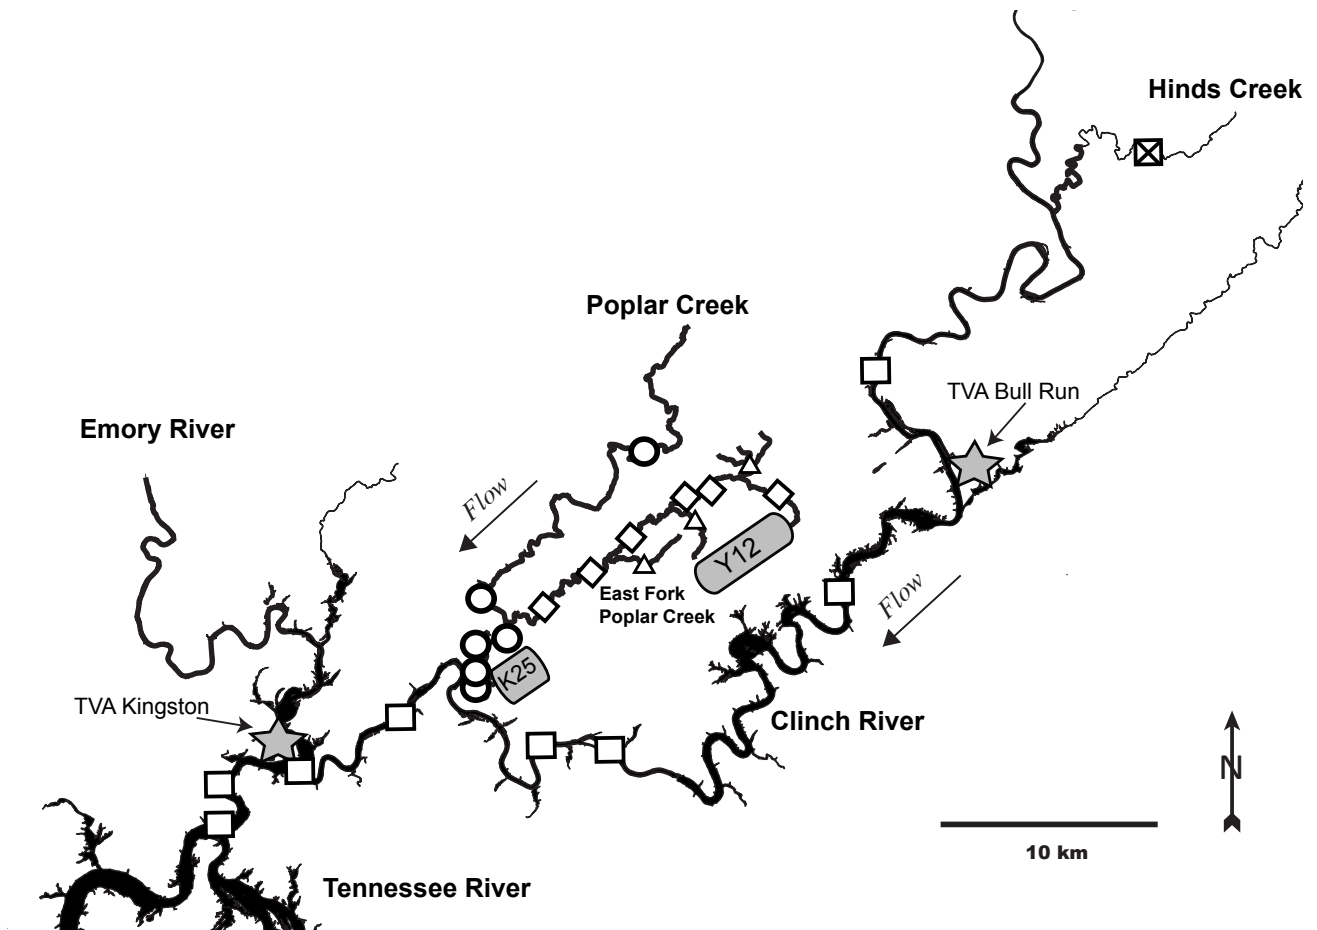 Hinds Creek
Poplar Creek
TVA Bull Run
Emory River
Flow
Y12
East Fork
Poplar Creek
Flow
K25
TVA Kingston
Clinch River
N
10 km
Tennessee River